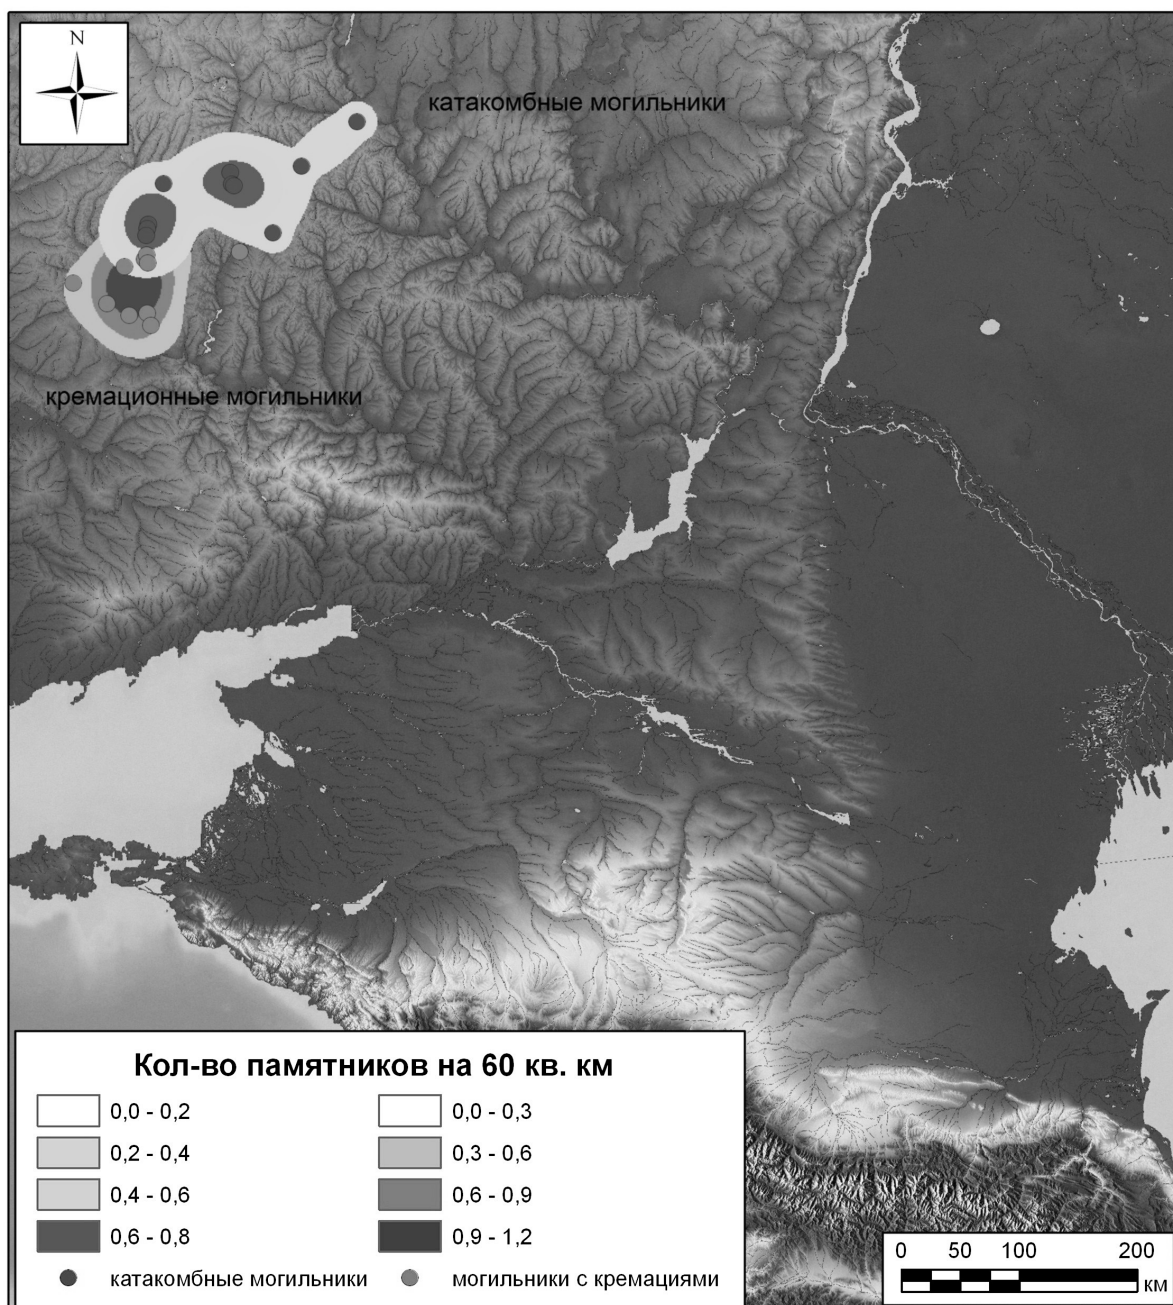 N
катакомбные могильники
кремационные могильники
Кол-во памятников на 60 кв. км
0,0 - 0,2
0,0 - 0,3
0,2 - 0,4
0,3 - 0,6
0,4 - 0,6
0,6 - 0,9
0,6 - 0,8
0,9 - 1,2
катакомбные могильники
могильники с кремациями
0 50 100 200
км